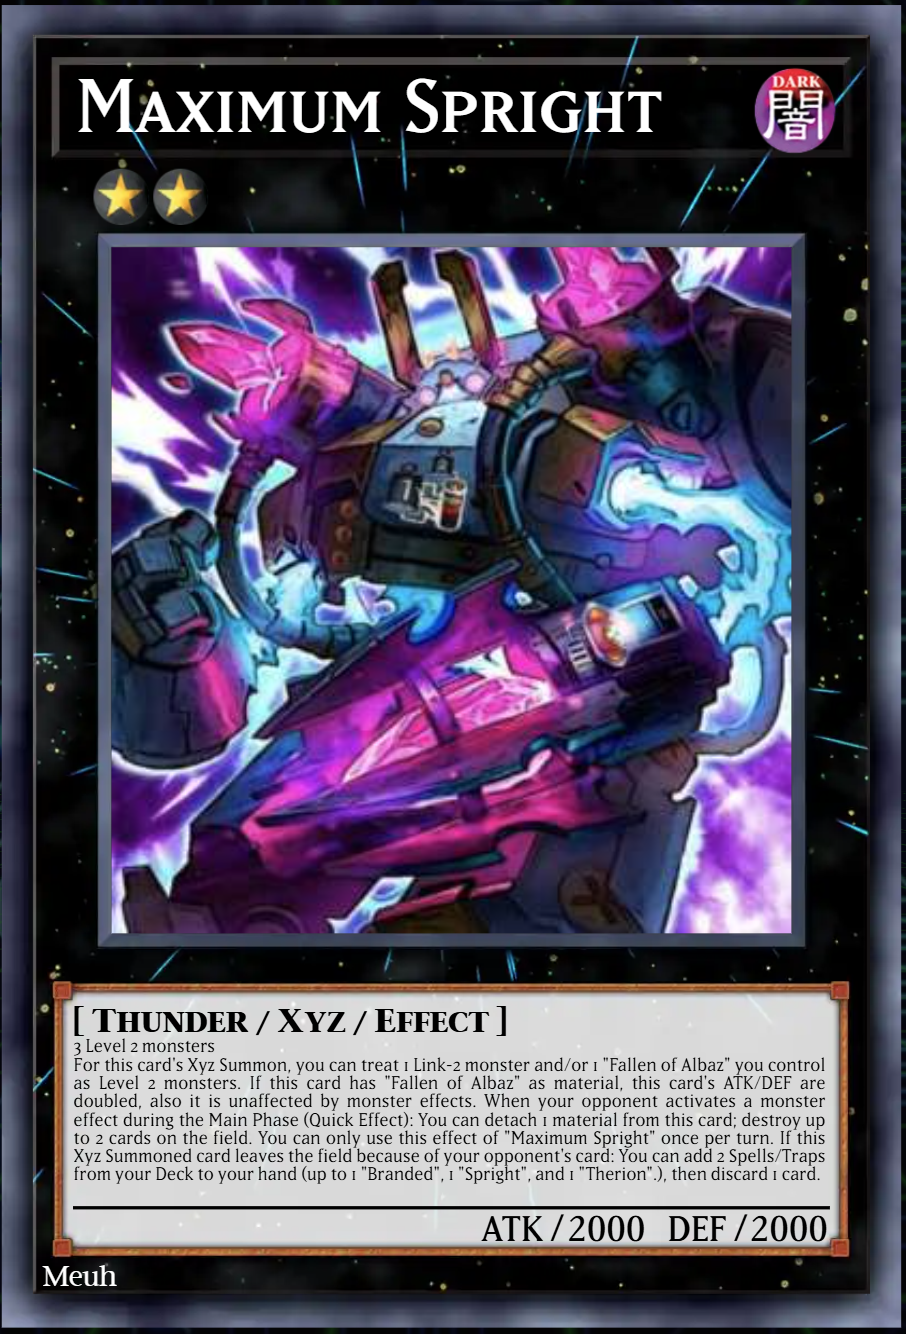 Maximum Spright
DARK
闇
[ Thunder / Xyz / Effect ]
3 Level 2 monsters
For this card's Xyz Summon, you can treat 1 Link-2 monster and/or 1 "Fallen of Albaz" you control
as Level 2 monsters. If this card has "Fallen of Albaz" as material, this card's ATK/DEF are
doubled, also it is unaffected by monster effects. When your opponent activates a monster
effect during the Main Phase (Quick Effect): You can detach 1 material from this card; destroy up
to 2 cards on the field. You can only use this effect of "Maximum Spright" once per turn. If this
Xyz Summoned card leaves the field because of your opponent's card: You can add 2 Spells/Traps
from your Deck to your hand (up to 1 "Branded", 1 "Spright", and 1 "Therion".), then discard 1 card.
ATK / 2000 DEF / 2000
Meuh